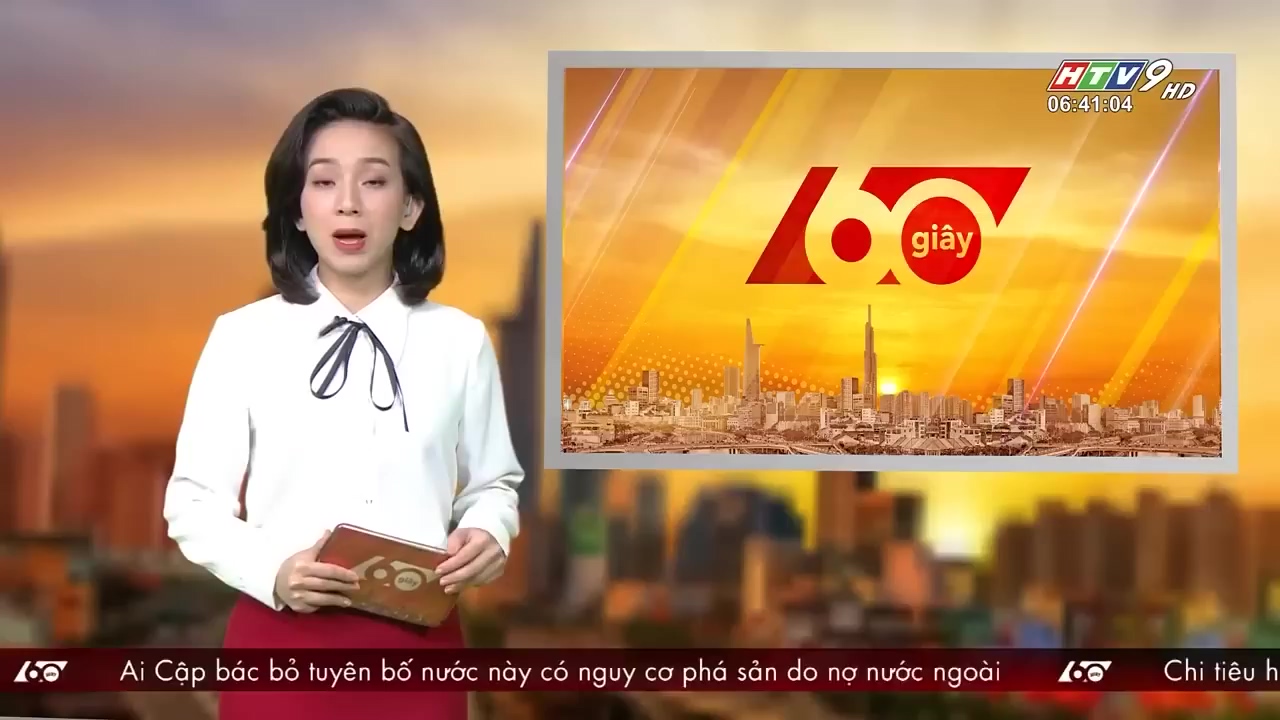 HTV9 HD
06:41:04
60 giây
60 giây
60 giây Ai Cập bác bỏ tuyên bố nước này có nguy cơ phá sản do nợ nước ngoài 60 giây Chi tiêu h